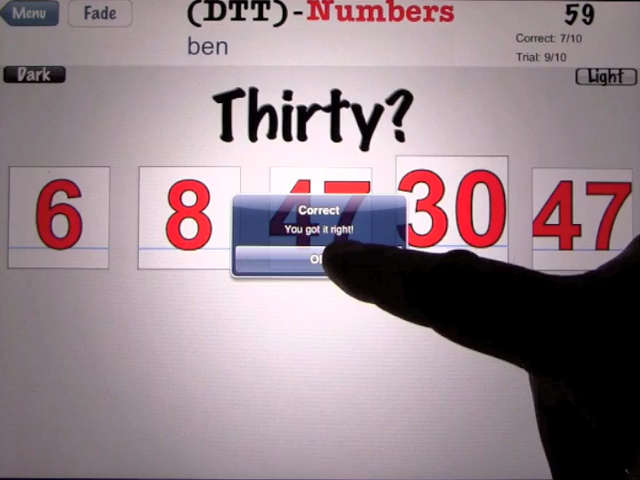 Menu
Fade
(DTT)-Numbers
59
ben
Correct: 7/10
Trial: 9/10
Dark
Light
Thirty?
6
8
47
30
47
Correct
You got it right!